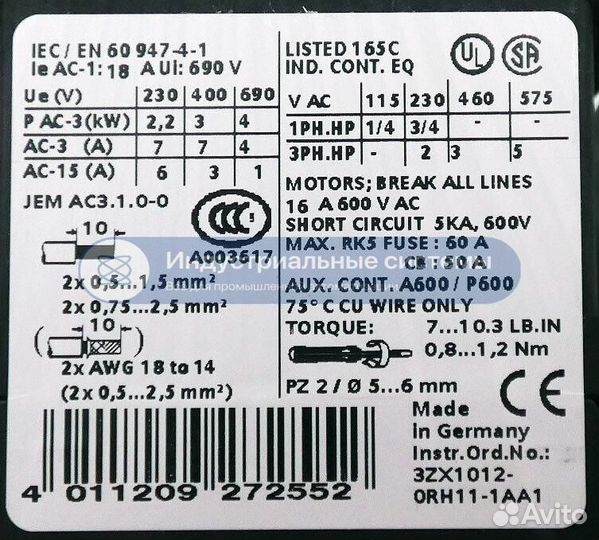 IEC/ EN 60 947-4-1
Ie AC-1: 18 A Ui: 690 V
Ue (V) 230 400 690
P AC-3 (kW) 2,2 3 4
AC-3 (A) 7 7 4
AC-15 (A) 6 3 1
JEM AC3.1.0-0
CCC
A003617
10
2x 0,5...1,5 mm²
2x 0,75...2,5 mm²
10
2x AWG 18 to 14
(2x 0,5...2,5 mm²)
LISTED 165C
IND. CONT. EQ
UL
SA
V AC 115 230 460 575
1PH.HP 1/4 3/4 - -
3PH.HP - 2 3 5
MOTORS; BREAK ALL LINES
16 A 600 V AC
SHORT CIRCUIT 5KA, 600V
MAX. RK5 FUSE : 60 A
CB : 50 A
AUX. CONT. A600 / P600
75° C CU WIRE ONLY
TORQUE: 7...10.3 LB.IN
0,8...1,2 Nm
PZ 2 / Ø 5...6 mm
Made
in Germany
Instr.Ord.No.:
3ZX1012-
0RH11-1AA1
CE
4 011209 272552
Индустриальные системы
Avito